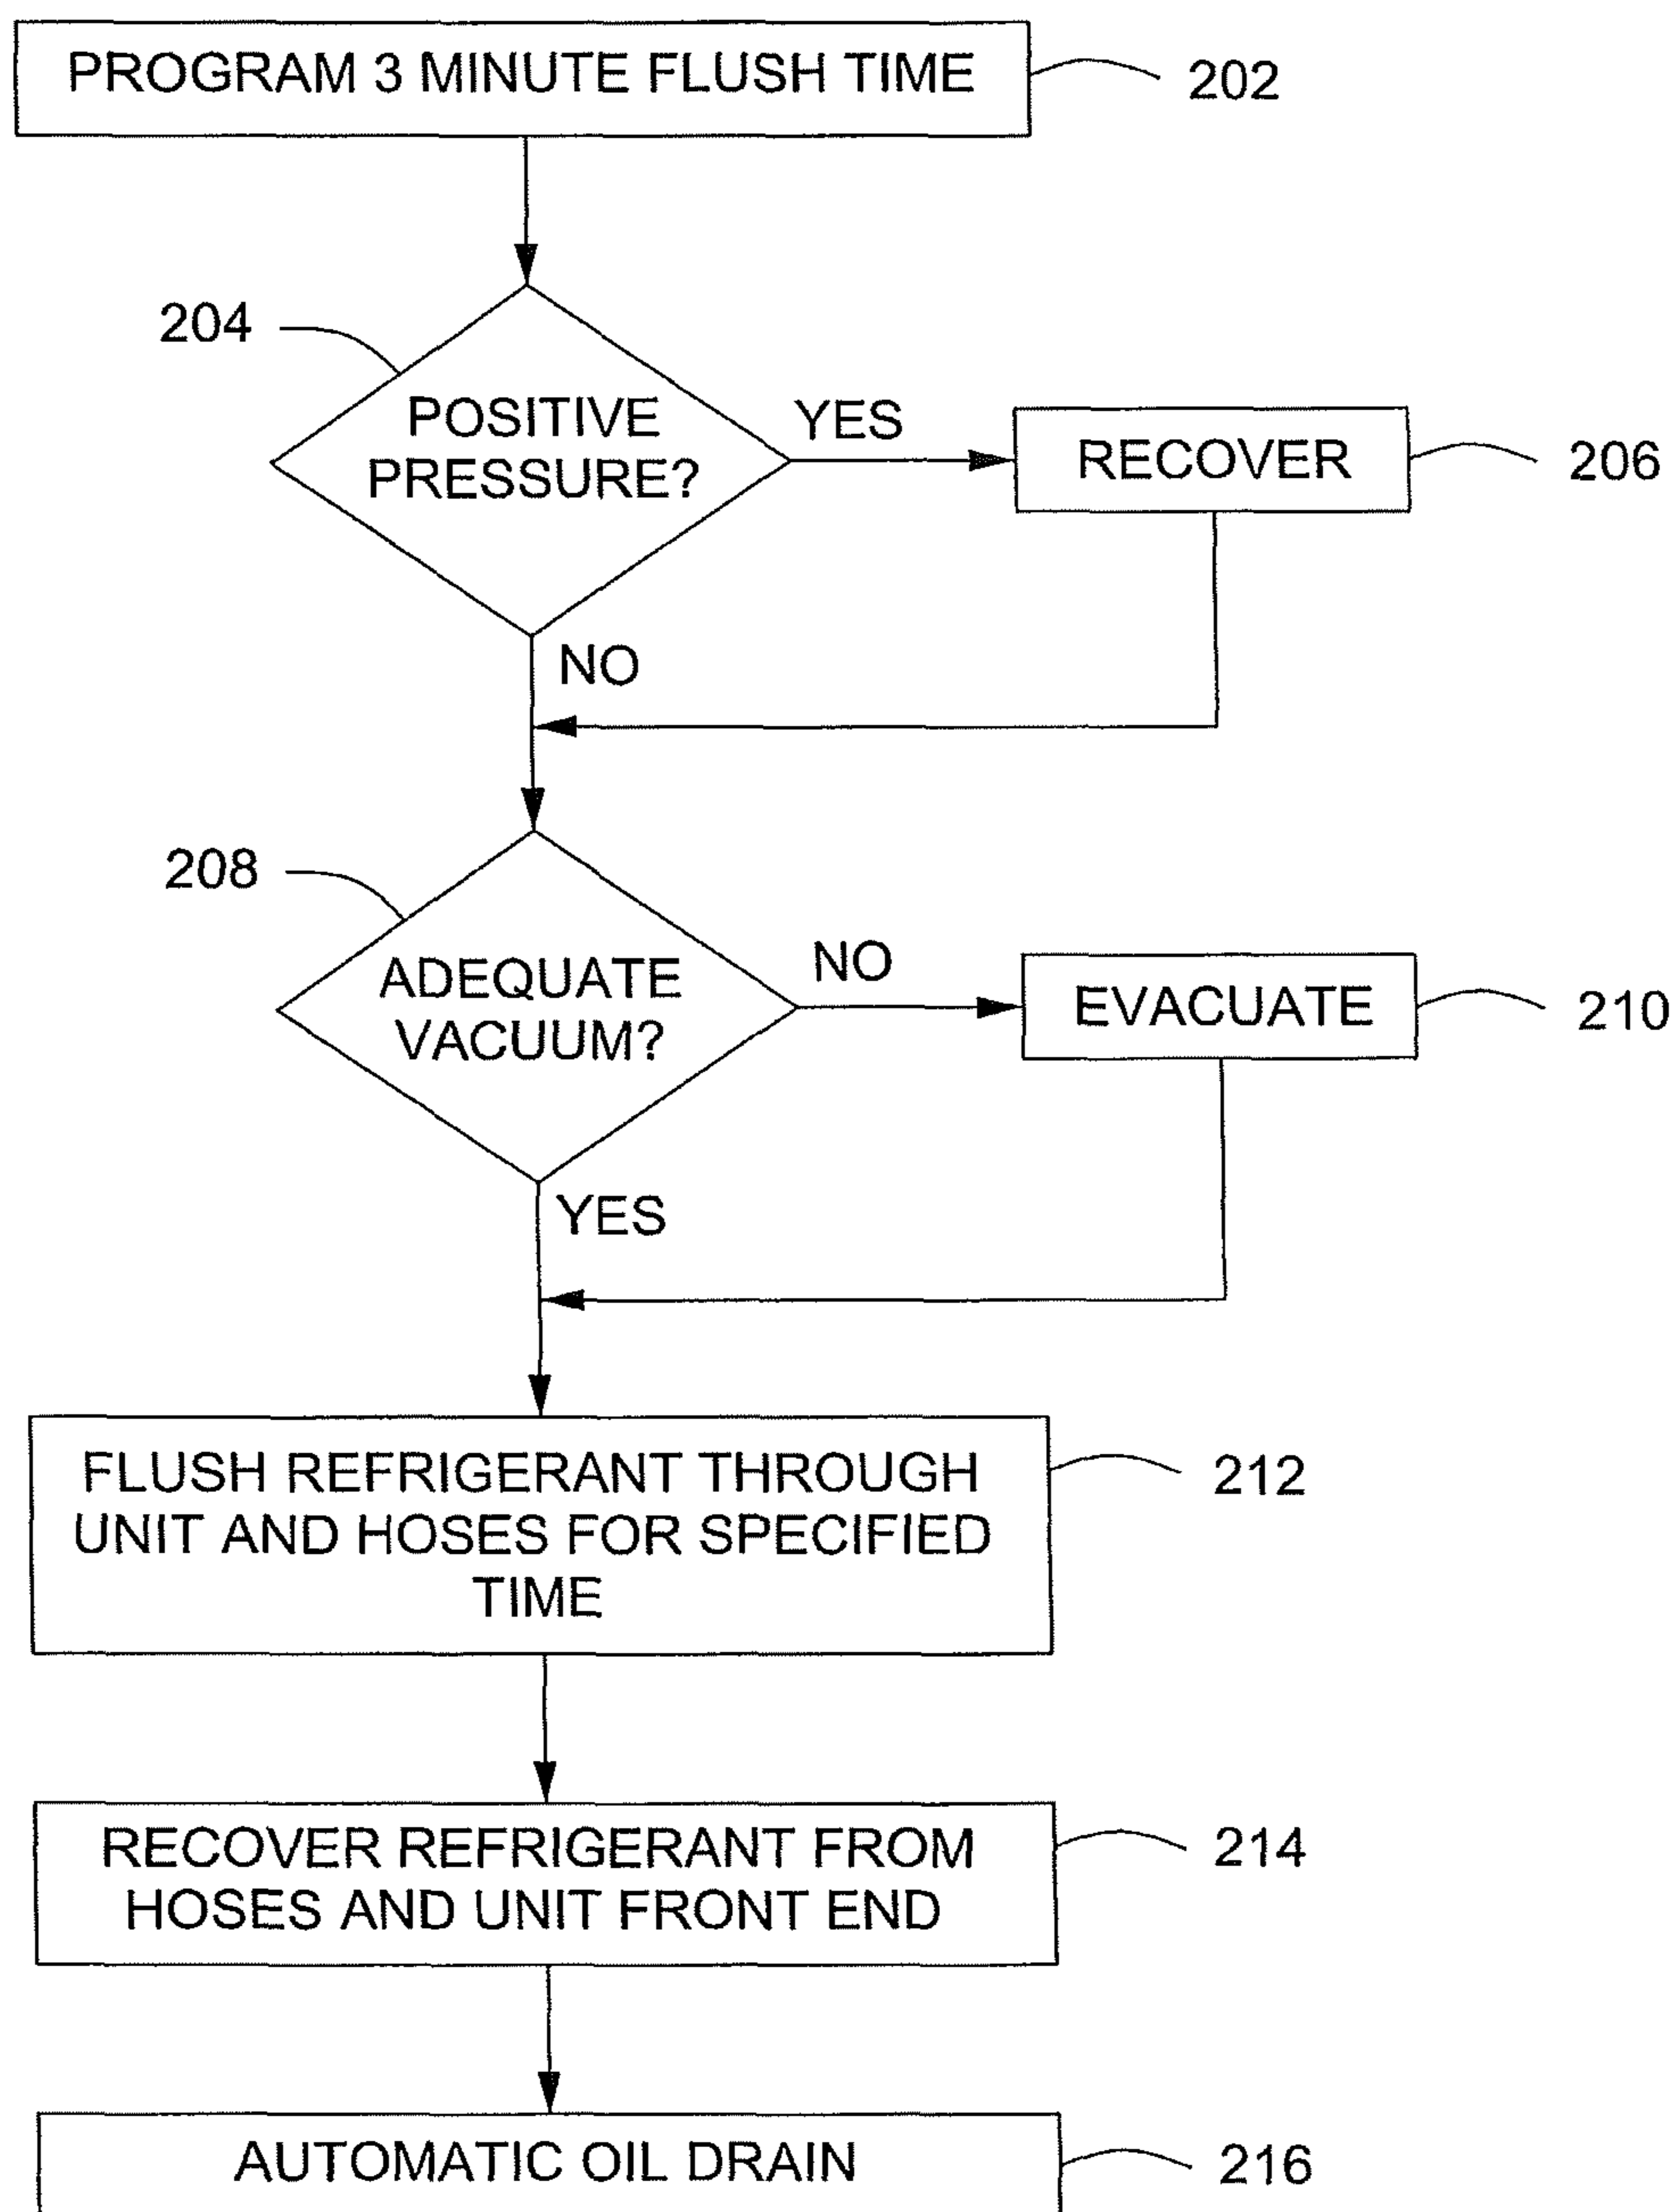 PROGRAM 3 MINUTE FLUSH TIME
202
204
POSITIVE
PRESSURE?
YES
RECOVER
206
NO
208
ADEQUATE
VACUUM?
NO
EVACUATE
210
YES
FLUSH REFRIGERANT THROUGH
UNIT AND HOSES FOR SPECIFIED
TIME
212
RECOVER REFRIGERANT FROM
HOSES AND UNIT FRONT END
214
AUTOMATIC OIL DRAIN
216